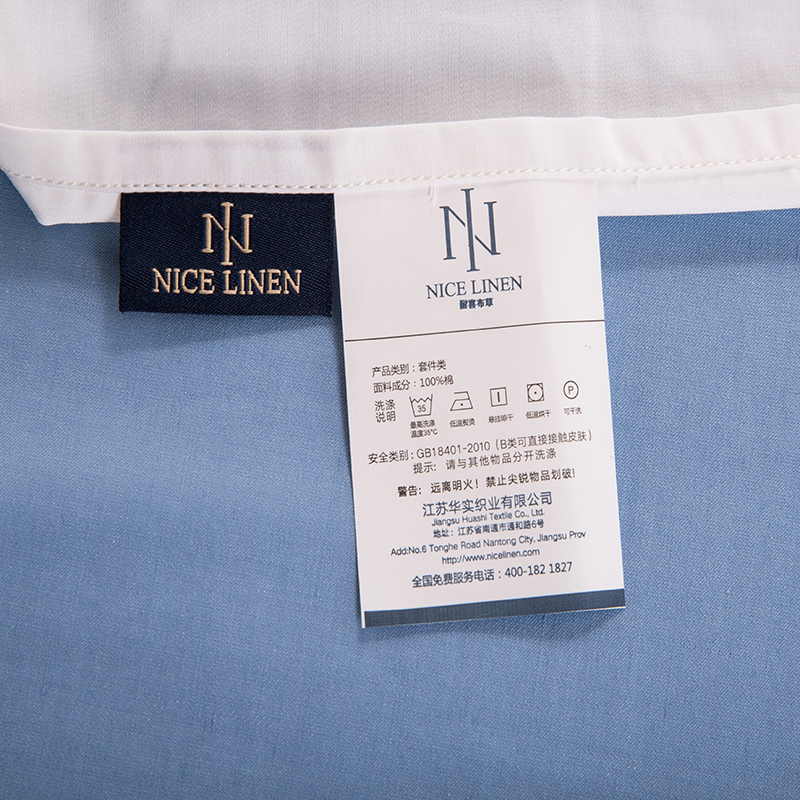 NICE LINEN
NICE LINEN
耐喜布草
产品类别：套件类
面料成分：100%棉
洗涤说明
35
P
最高洗涤温度35℃
低温熨烫
悬挂晾干
低温烘干
可干洗
安全类别：GB18401-2010（B类可直接接触皮肤）
提示：请与其他物品分开洗涤
警告：远离明火！禁止尖锐物品划破!
江苏华实织业有限公司
Jiangsu Huashi Textile Co., Ltd.
地址：江苏省南通市通和路6号
Add:No.6 Tonghe Road Nantong City, Jiangsu Prov
http://www.nicelinen.com
全国免费服务电话：400-182 1827